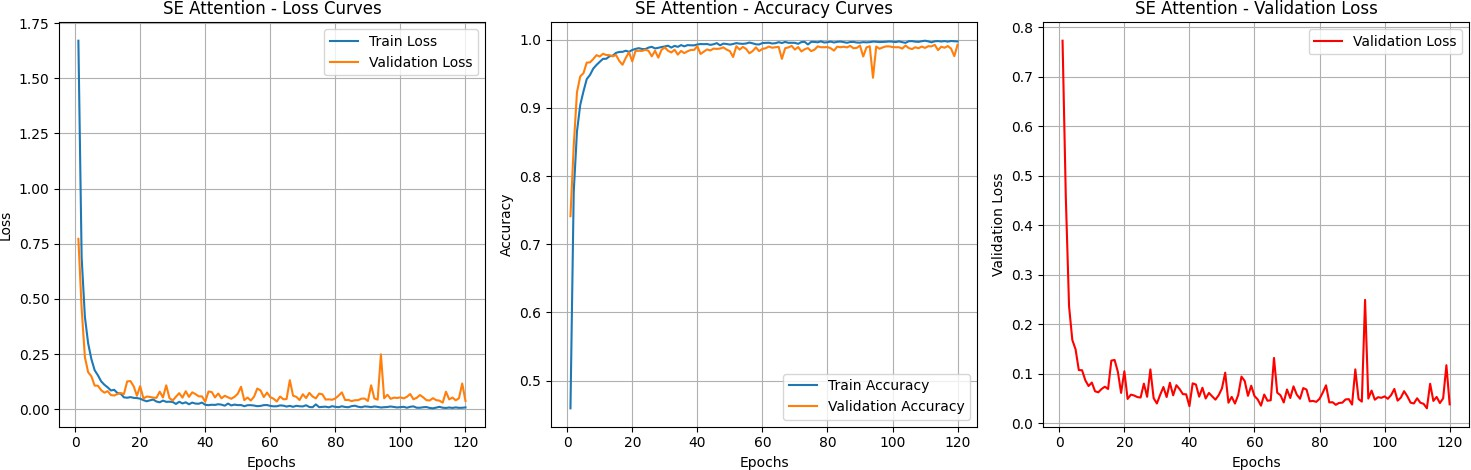 SE Attention - Loss Curves
Loss
1.75
1.50
1.25
1.00
0.75
0.50
0.25
0.00
Train Loss
Validation Loss
0 20 40 60 80 100 120
Epochs
SE Attention - Accuracy Curves
Accuracy
1.0
0.9
0.8
0.7
0.6
0.5
Train Accuracy
Validation Accuracy
0 20 40 60 80 100 120
Epochs
SE Attention - Validation Loss
Validation Loss
0.8
0.7
0.6
0.5
0.4
0.3
0.2
0.1
0.0
Validation Loss
0 20 40 60 80 100 120
Epochs